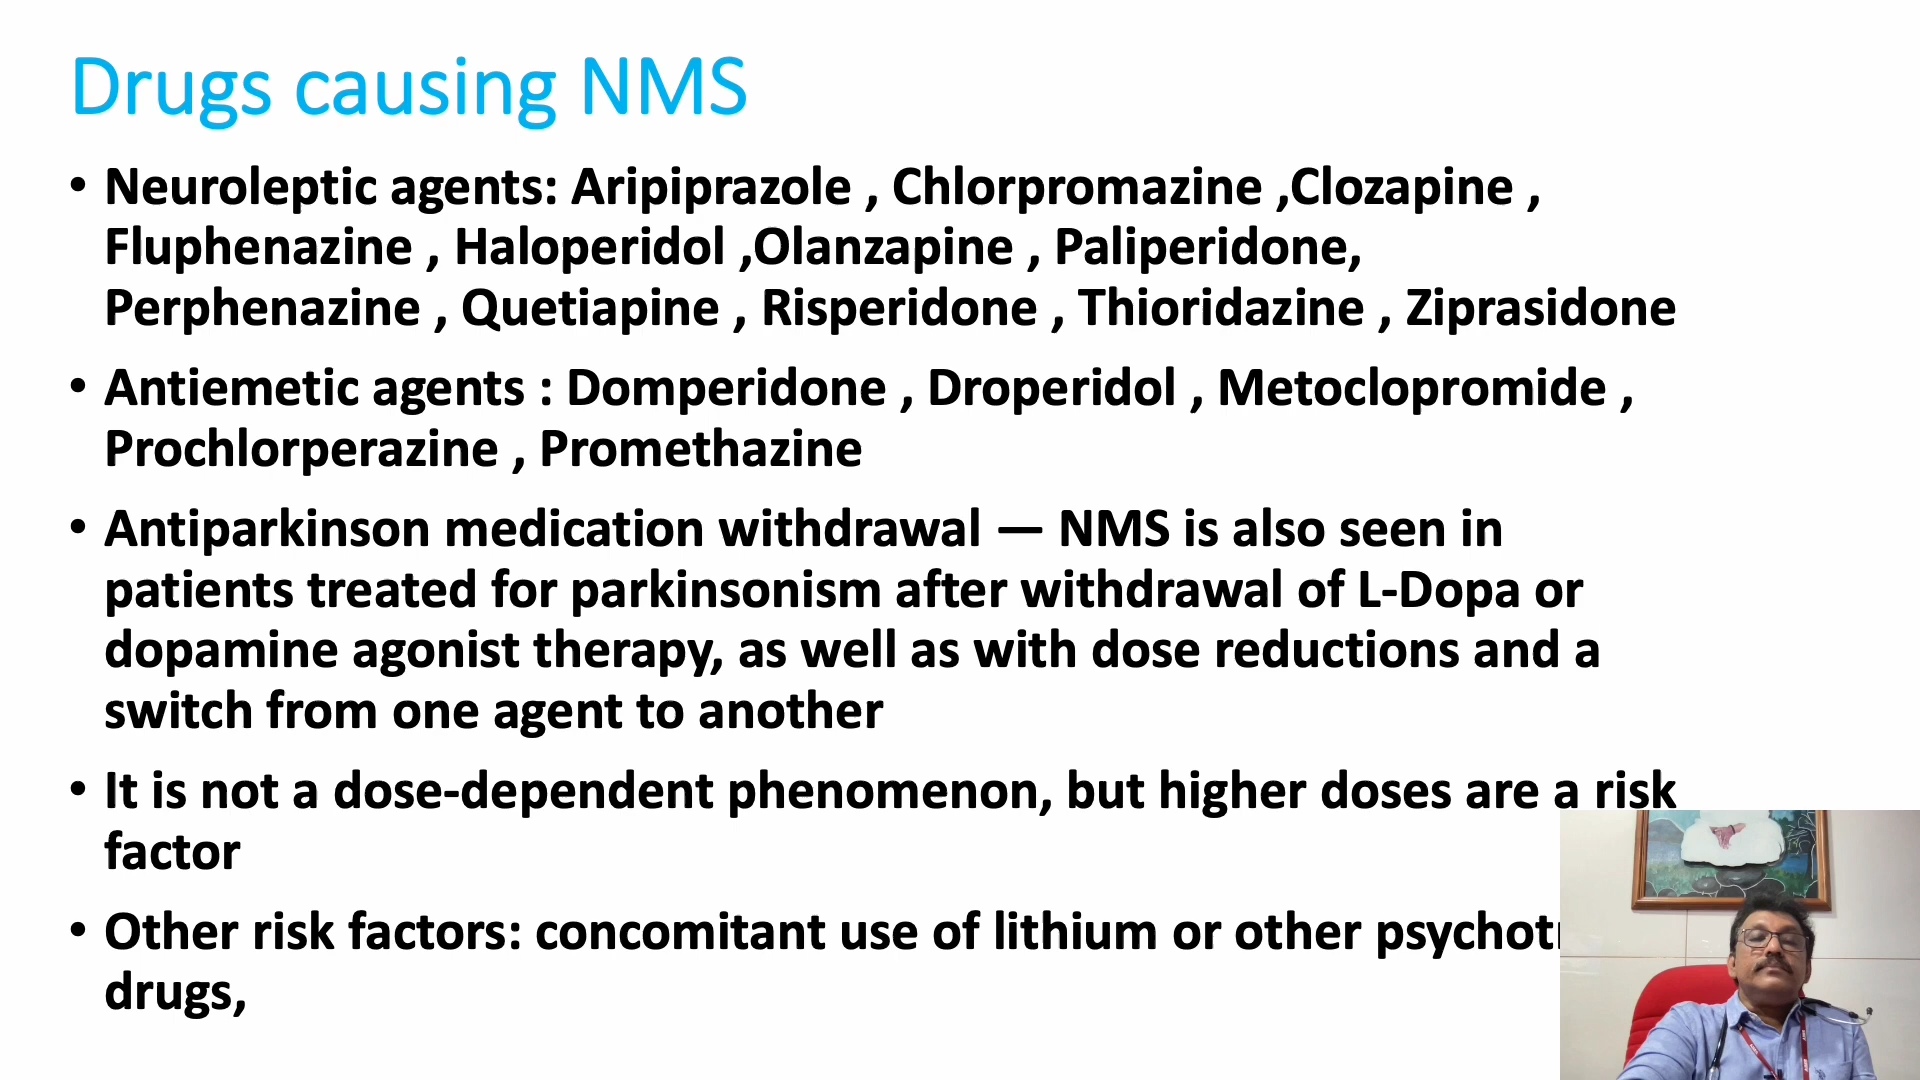 Drugs causing NMS
• Neuroleptic agents: Aripiprazole , Chlorpromazine ,Clozapine ,
Fluphenazine , Haloperidol ,Olanzapine , Paliperidone,
Perphenazine , Quetiapine , Risperidone , Thioridazine , Ziprasidone
• Antiemetic agents : Domperidone , Droperidol , Metoclopromide ,
Prochlorperazine , Promethazine
• Antiparkinson medication withdrawal — NMS is also seen in
patients treated for parkinsonism after withdrawal of L-Dopa or
dopamine agonist therapy, as well as with dose reductions and a
switch from one agent to another
• It is not a dose-dependent phenomenon, but higher doses are a risk
factor
• Other risk factors: concomitant use of lithium or other
drugs,